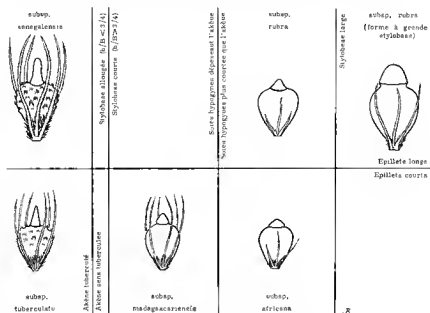 subsp.
senegalensis
Stylobase allongée (b/B < 3/4)
Stylobase courte (b/B > 3/4)
Soies hypogynes dépassant l'akène
Soies hypogynes plus courtes que l'akène
subsp.
rubra
Stylobase large
subsp. rubra
(forme à grande
stylobase)
Epillets longs
Epillets courts
Akène tuberculé
Akène sans tubercules
subsp.
tuberculata
subsp.
madagascariensis
subsp.
africana